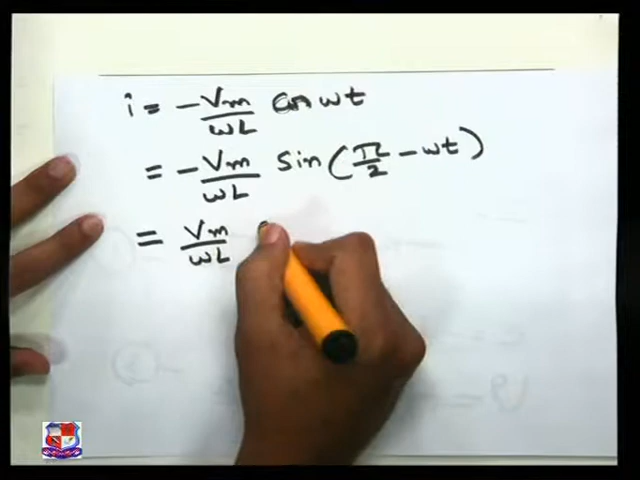 i = - Vm/ωL cos ωt
= - Vm/ωL sin (π/2 - ωt)
= Vm/ωL